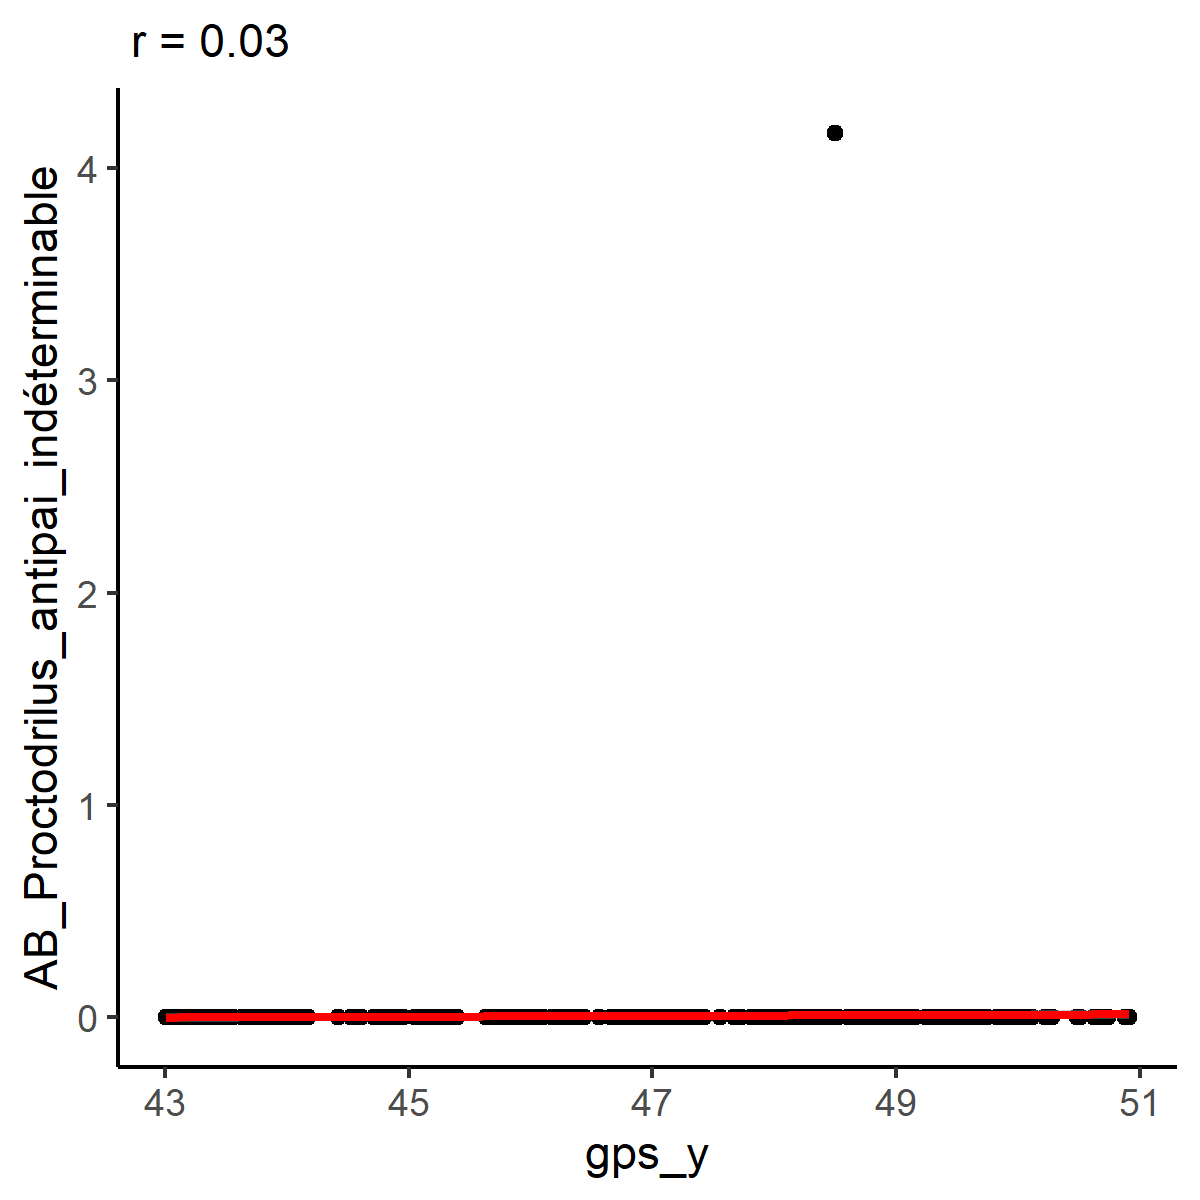 r = 0.03
AB_Proctodrilus_antipai_indéterminable
4
3
2
1
0
43 45 47 49 51
gps_y